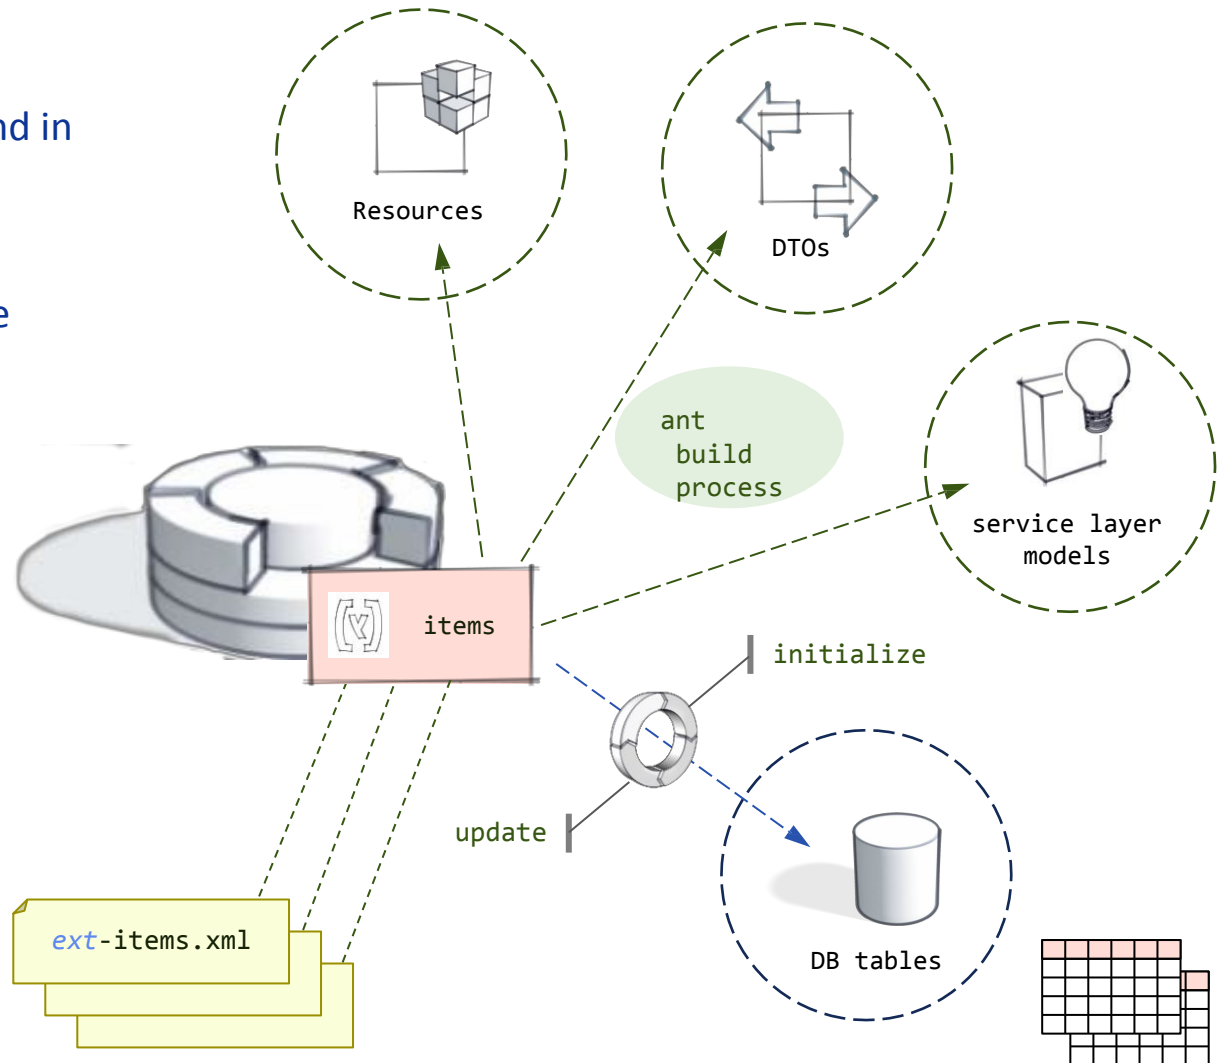 nd in
e
Resources
DTOs
ant
build
process
service layer
models
items
initialize
update
ext-items.xml
DB tables